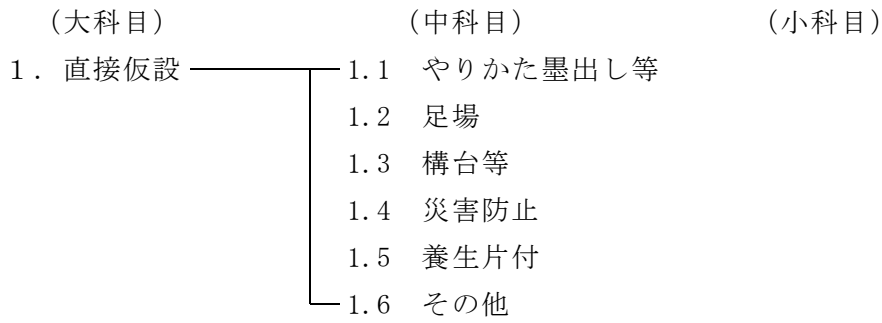 (大科目) (中科目) (小科目)
1. 直接仮設 1.1 やりかた墨出し等
1.2 足場
1.3 構台等
1.4 災害防止
1.5 養生片付
1.6 その他